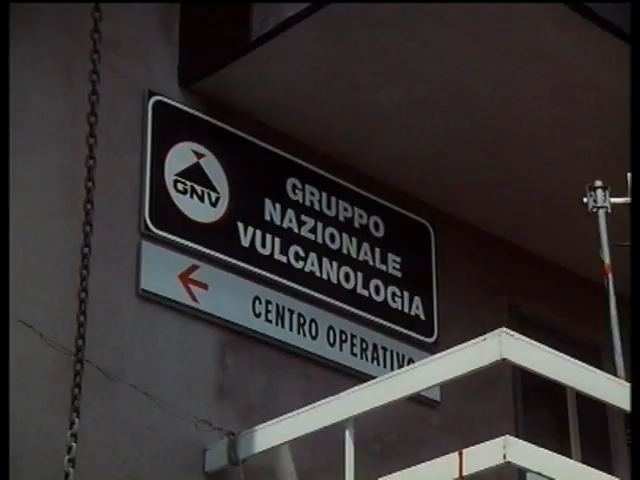 GNV
GRUPPO
NAZIONALE
VULCANOLOGIA
CENTRO OPERATIVO